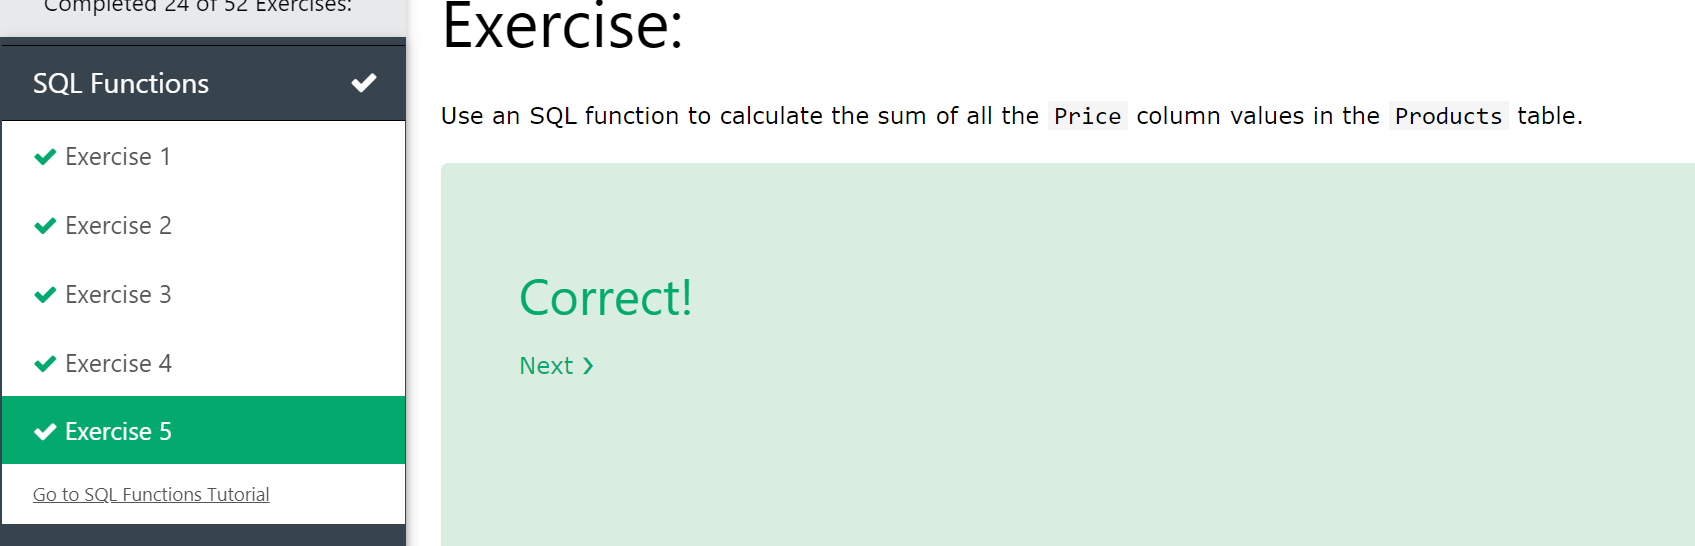 Completed 24 of 52 Exercises:
SQL Functions
Exercise 1
Exercise 2
Exercise 3
Exercise 4
Exercise 5
Go to SQL Functions Tutorial
Exercise:
Use an SQL function to calculate the sum of all the Price column values in the Products table.
Correct!
Next ❯